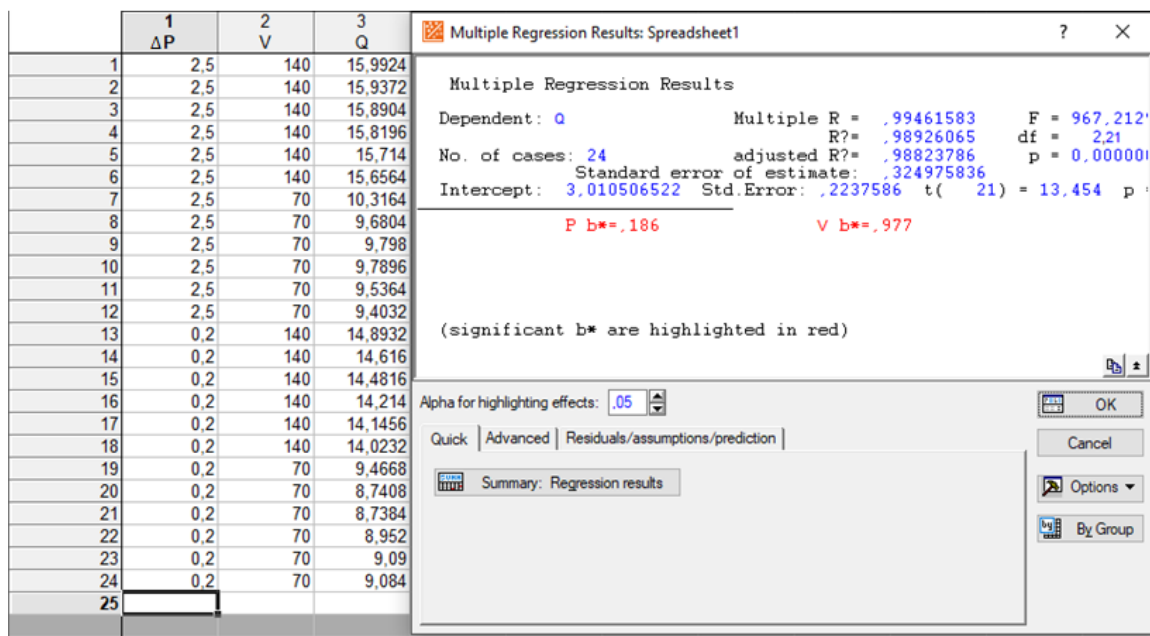 1 2 3
ΔP V Q
1 2,5 140 15,9924
2 2,5 140 15,9372
3 2,5 140 15,8904
4 2,5 140 15,8196
5 2,5 140 15,714
6 2,5 140 15,6564
7 2,5 70 10,3164
8 2,5 70 9,6804
9 2,5 70 9,798
10 2,5 70 9,7896
11 2,5 70 9,5364
12 2,5 70 9,4032
13 0,2 140 14,8932
14 0,2 140 14,616
15 0,2 140 14,4816
16 0,2 140 14,214
17 0,2 140 14,1456
18 0,2 140 14,0232
19 0,2 70 9,4668
20 0,2 70 8,7408
21 0,2 70 8,7384
22 0,2 70 8,952
23 0,2 70 9,09
24 0,2 70 9,084
25
Multiple Regression Results: Spreadsheet1 ? ×
Multiple Regression Results
Dependent: Q Multiple R = ,99461583 F = 967,212
R?= ,98926065 df = 2,21
No. of cases: 24 adjusted R?= ,98823786 p = 0,00000
Standard error of estimate: ,324975836
Intercept: 3,010506522 Std.Error: ,2237586 t( 21) = 13,454 p
P b*=,186 V b*=,977
(significant b* are highlighted in red)
Alpha for highlighting effects: ,05
OK
Quick Advanced Residuals/assumptions/prediction
Cancel
Summary: Regression results
Options
By Group